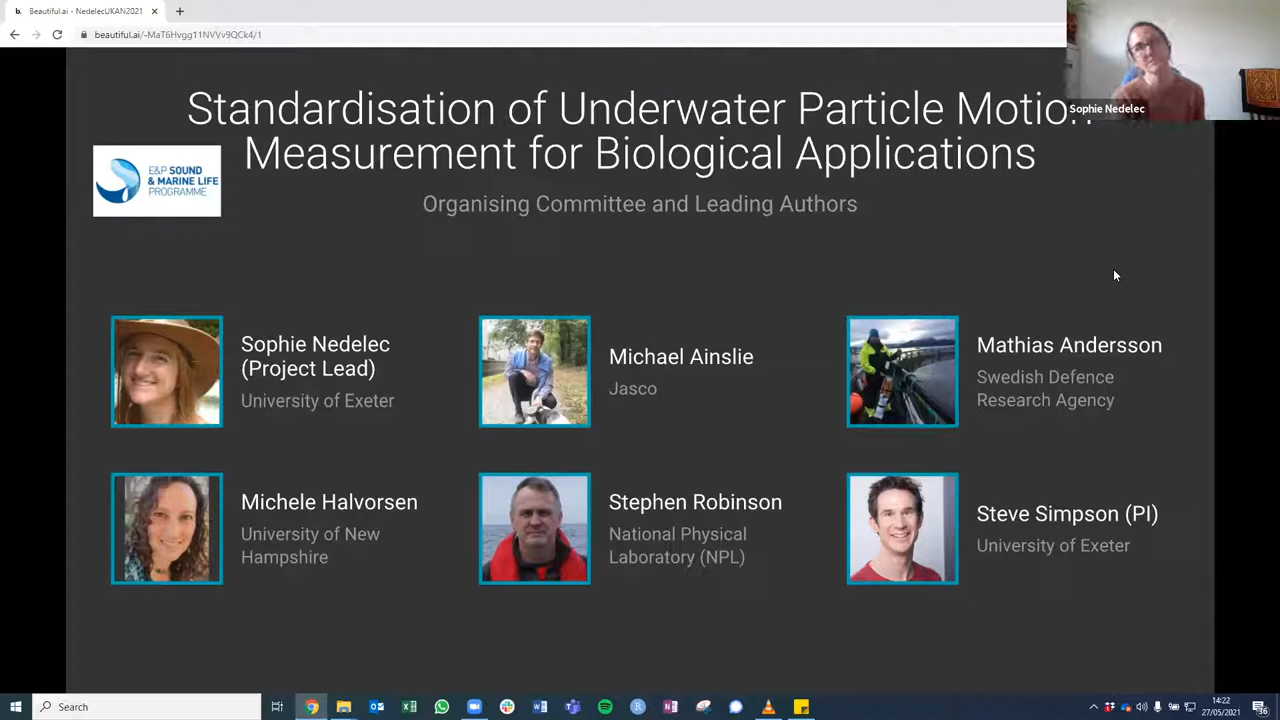 Beautiful.ai - NedelecUKAN2021
beautiful.ai/-MaT6Hvgg11NVVv9QCk4/1
Sophie Nedelec
Standardisation of Underwater Particle Motion
Measurement for Biological Applications
E&P SOUND
& MARINE LIFE
PROGRAMME
Organising Committee and Leading Authors
Sophie Nedelec
(Project Lead)
University of Exeter
Michael Ainslie
Jasco
Mathias Andersson
Swedish Defence
Research Agency
Michele Halvorsen
University of New
Hampshire
Stephen Robinson
National Physical
Laboratory (NPL)
Steve Simpson (PI)
University of Exeter
Search
14:22
27/05/2021
36